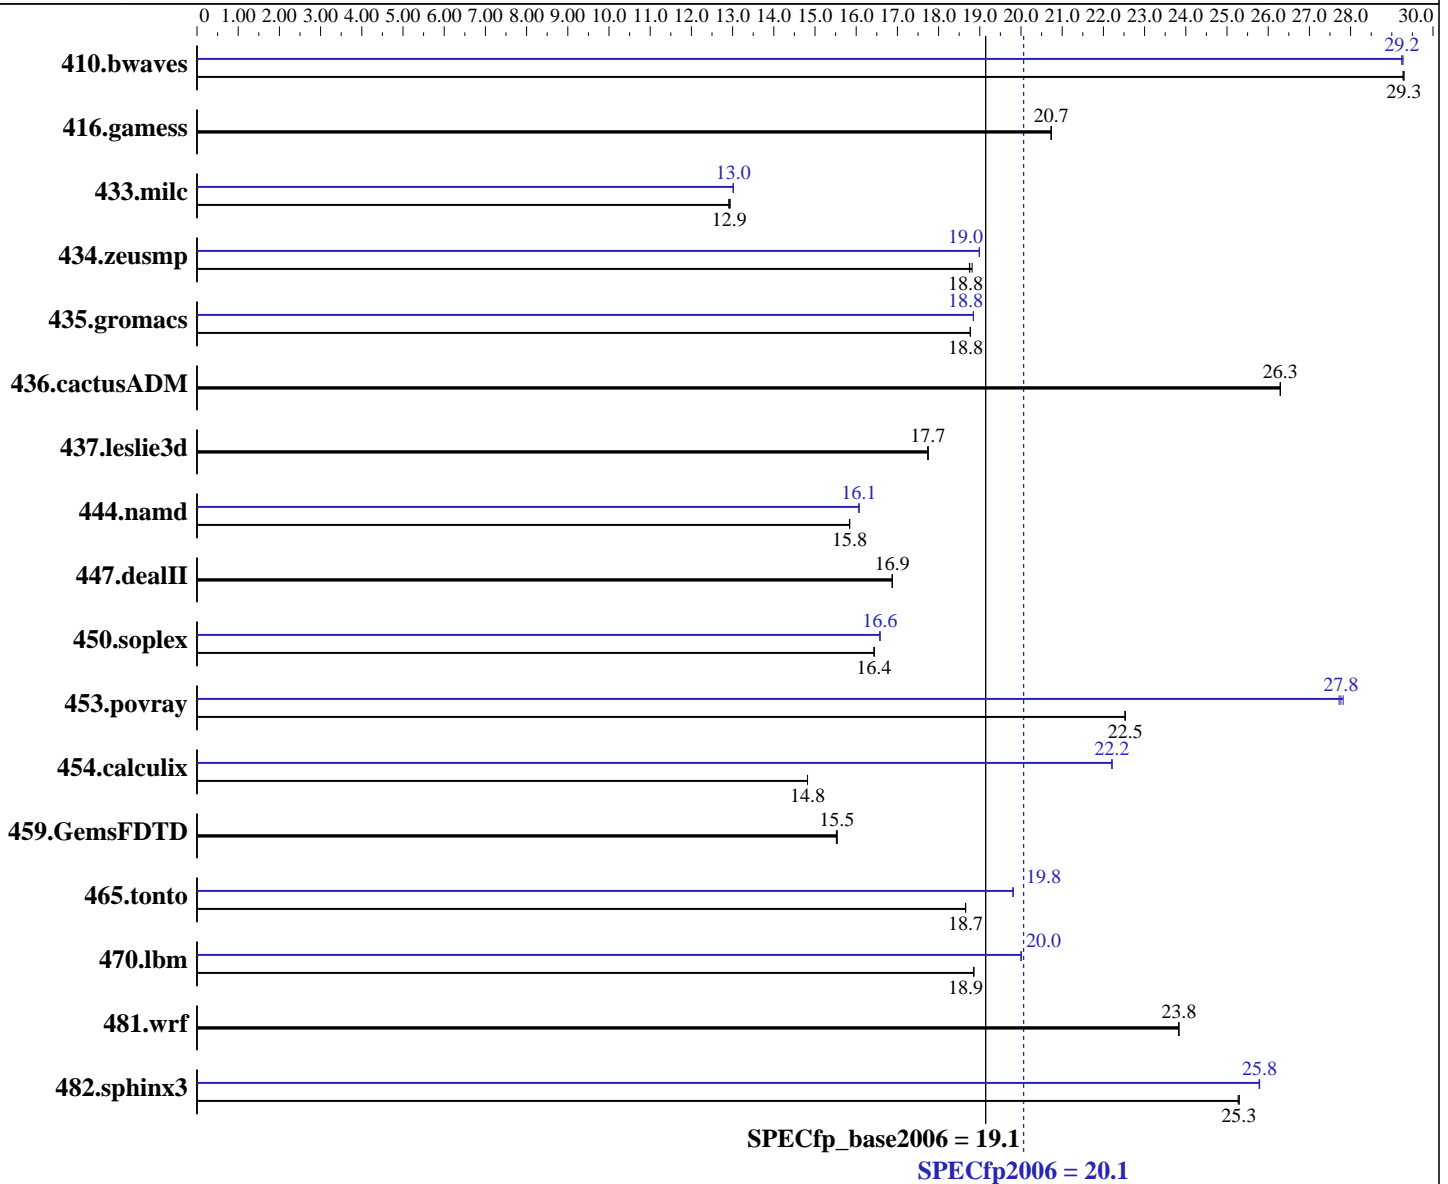 0 1.00 2.00 3.00 4.00 5.00 6.00 7.00 8.00 9.00 10.0 11.0 12.0 13.0 14.0 15.0 16.0 17.0 18.0 19.0 20.0 21.0 22.0 23.0 24.0 25.0 26.0 27.0 28.0 30.0
29.2
410.bwaves
29.3
20.7
416.gamess
13.0
433.milc
12.9
19.0
434.zeusmp
18.8
18.8
435.gromacs
18.8
26.3
436.cactusADM
17.7
437.leslie3d
16.1
444.namd
15.8
16.9
447.dealII
16.6
450.soplex
16.4
27.8
453.povray
22.5
22.2
454.calculix
14.8
15.5
459.GemsFDTD
19.8
465.tonto
18.7
20.0
470.lbm
18.9
23.8
481.wrf
25.8
482.sphinx3
25.3
SPECfp_base2006 = 19.1
SPECfp2006 = 20.1